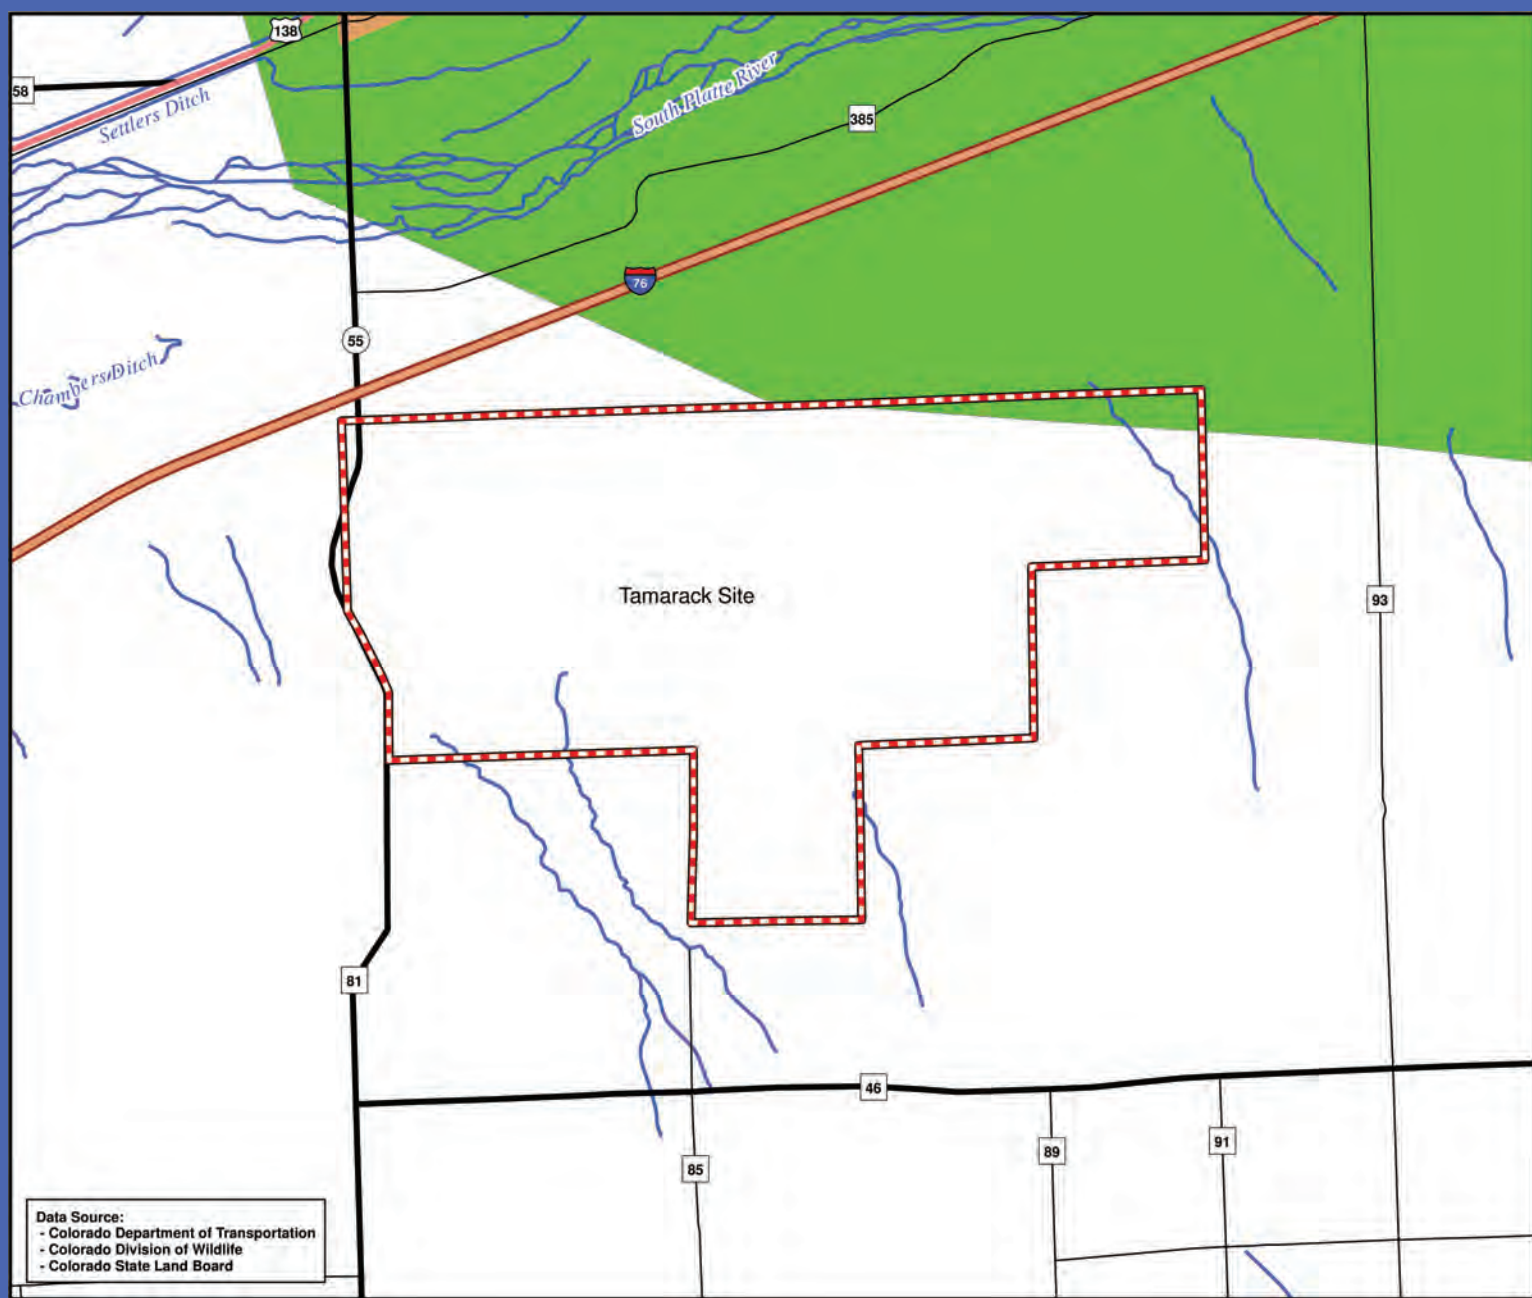 138
58
Settlers Ditch
South Platte River
385
76
55
Chambers Ditch
Tamarack Site
93
81
46
85
89
91
Data Source:
- Colorado Department of Transportation
- Colorado Division of Wildlife
- Colorado State Land Board